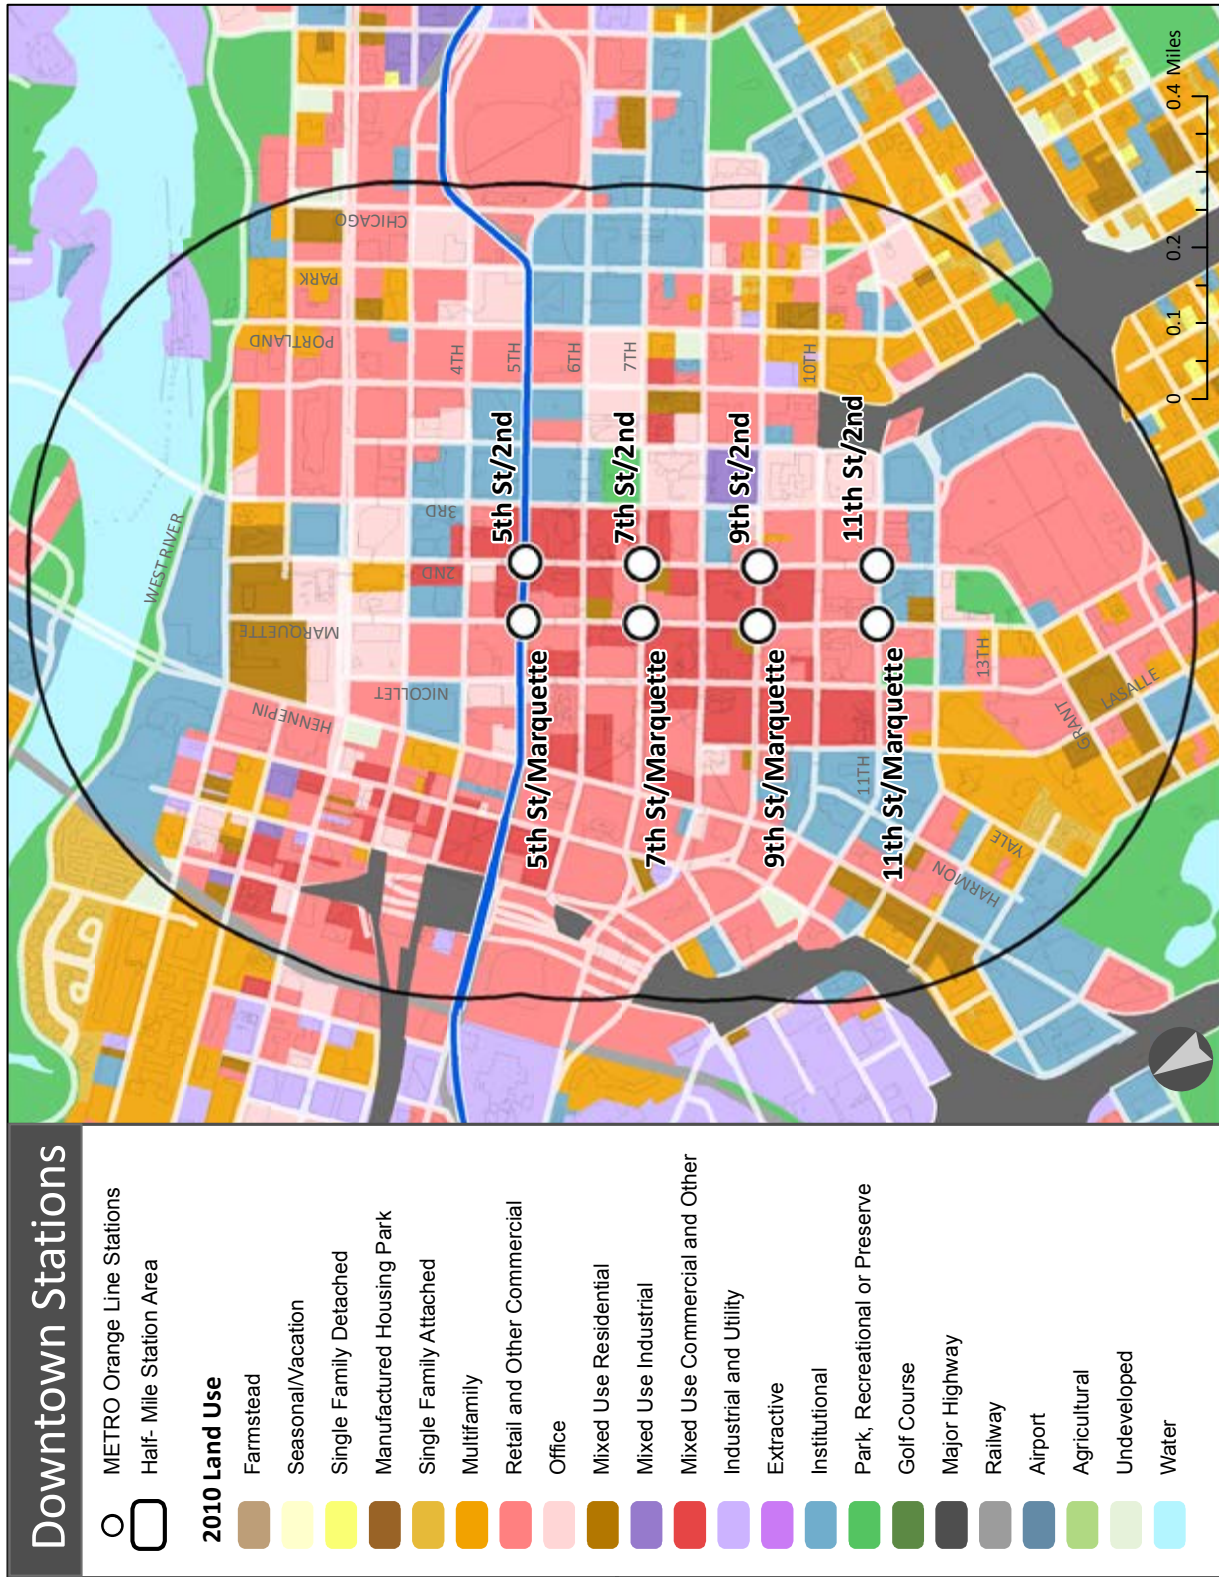 Downtown Stations
METRO Orange Line Stations
Half- Mile Station Area
2010 Land Use
Farmstead
Seasonal/Vacation
Single Family Detached
Manufactured Housing Park
Single Family Attached
Multifamily
Retail and Other Commercial
Office
Mixed Use Residential
Mixed Use Industrial
Mixed Use Commercial and Other
Industrial and Utility
Extractive
Institutional
Park, Recreational or Preserve
Golf Course
Major Highway
Railway
Airport
Agricultural
Undeveloped
Water
WEST RIVER
HENNEPIN
NICOLLET
MARQUETTE
2ND
3RD
PORTLAND
PARK
CHICAGO
4TH
5TH
6TH
7TH
10TH
11TH
13TH
HARMON
YALE
GRANT
LASALLE
5th St/Marquette
5th St/2nd
7th St/Marquette
7th St/2nd
9th St/Marquette
9th St/2nd
11th St/Marquette
11th St/2nd
0 0.1 0.2 0.4 Miles